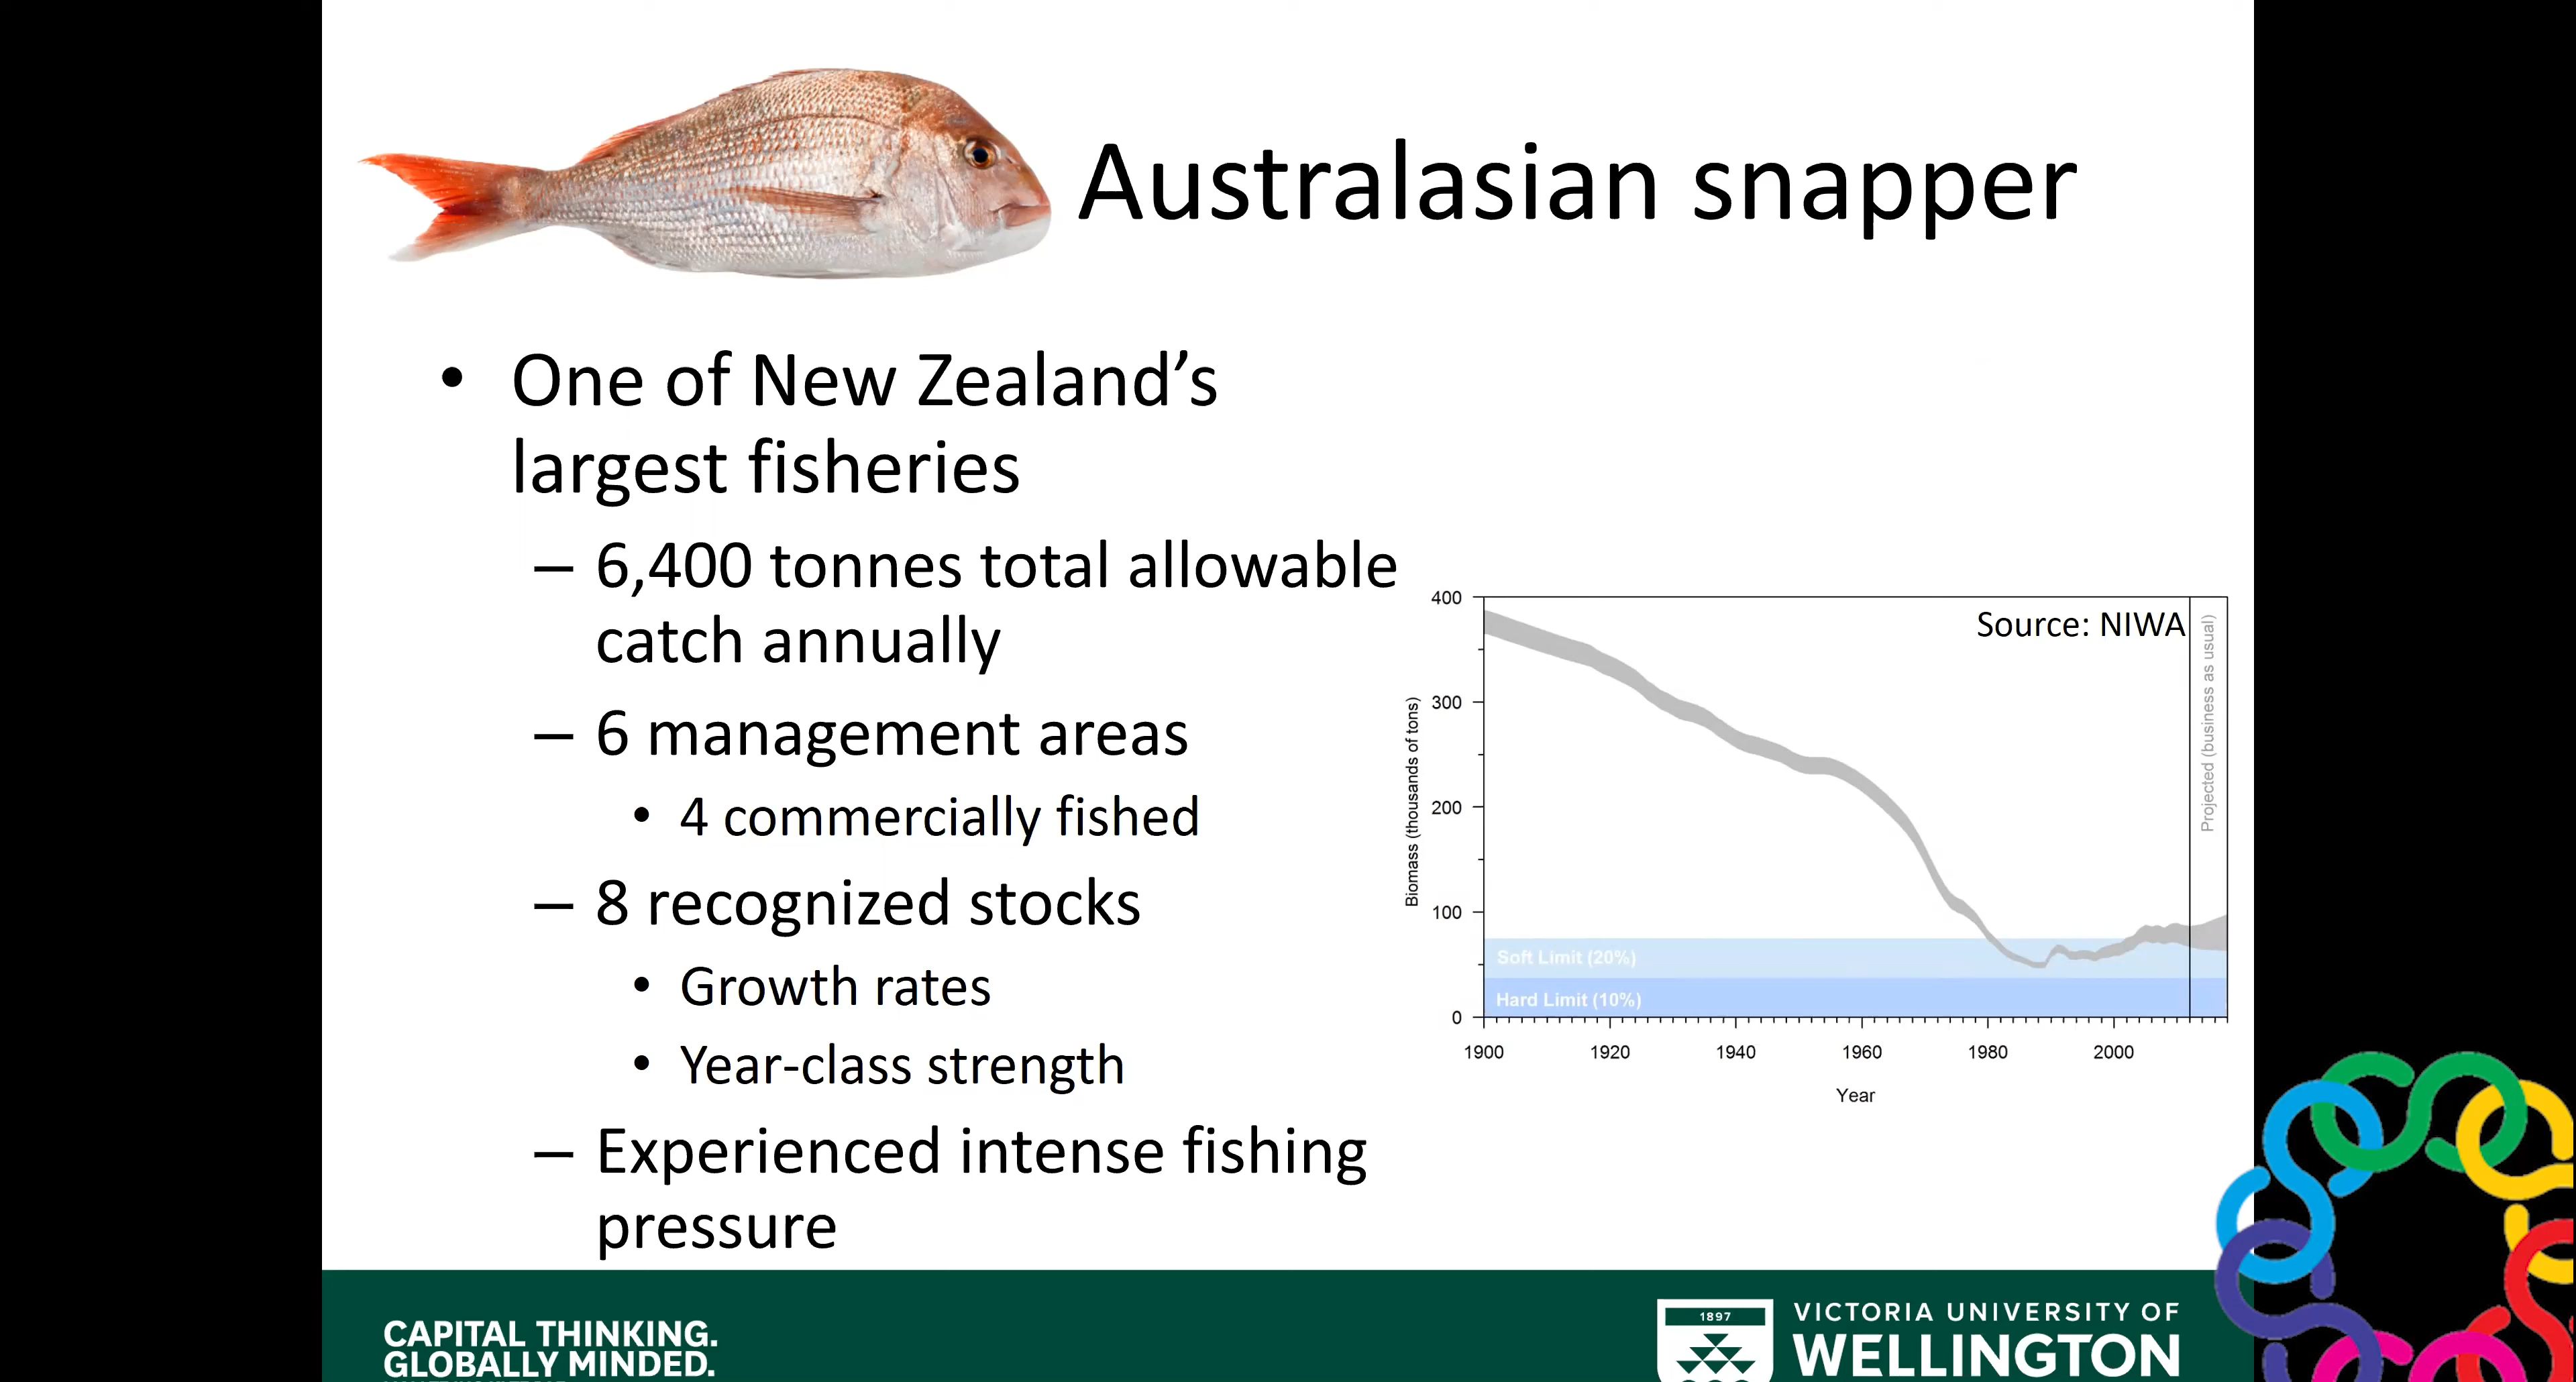 Australasian snapper
• One of New Zealand’s
largest fisheries
– 6,400 tonnes total allowable
catch annually
– 6 management areas
• 4 commercially fished
– 8 recognized stocks
• Growth rates
• Year-class strength
– Experienced intense fishing
pressure
Source: NIWA
Projected (business as usual)
Biomass (thousands of tons)
400
300
200
100
0
Soft Limit (20%)
Hard Limit (10%)
1900 1920 1940 1960 1980 2000
Year
CAPITAL THINKING.
GLOBALLY MINDED.
1897
VICTORIA UNIVERSITY OF
WELLINGTON